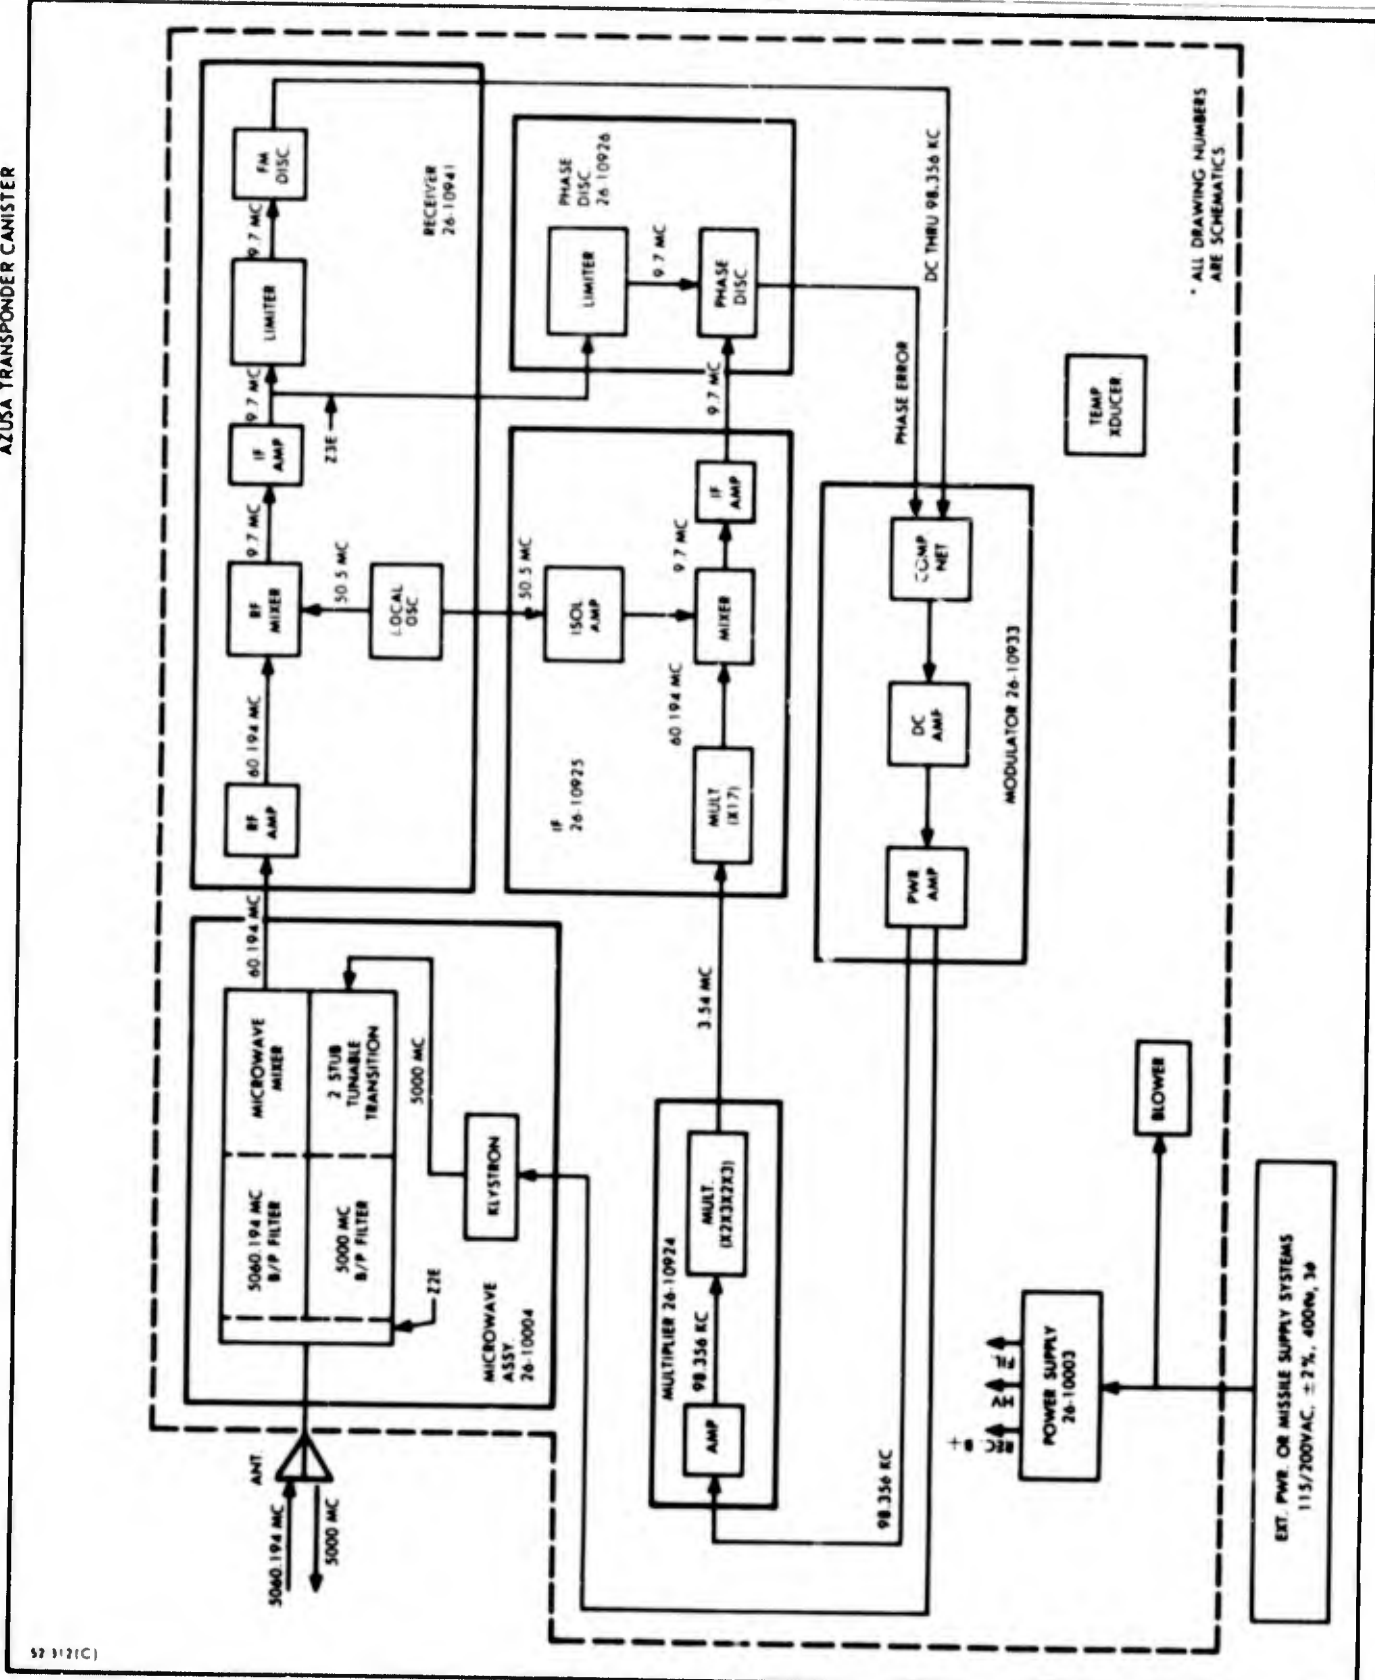 AZUSA TRANSPONDER CANISTER
5060.194 MC
5000 MC
ANT.
5060.194 MC
B/P FILTER
MICROWAVE
MIXER
5000 MC
B/P FILTER
2 STUB
TUNABLE
TRANSITION
Z2E
MICROWAVE
ASSY.
26-10004
KLYSTRON
5000 MC
60.194 MC
RF
AMP
60.194 MC
RF
MIXER
9.7 MC
IF
AMP
9.7 MC
LIMITER
9.7 MC
FM
DISC.
Z3E
50.5 MC
LOCAL
OSC.
RECEIVER
26-10941
50.5 MC
ISOL
AMP
IF
26-10925
MULT
(X17)
60.194 MC
MIXER
9.7 MC
IF
AMP
9.7 MC
LIMITER
9.7 MC
PHASE
DISC.
PHASE
DISC.
26-10926
MULTIPLIER 26-10924
AMP
98.356 KC
MULT.
(X2X3X2X3)
3.54 MC
PHASE ERROR
DC THRU 98.356 KC
COMP
NET
DC
AMP
PWR
AMP
MODULATOR 26-10933
98.356 KC
TEMP
XDUCER.
* ALL DRAWING NUMBERS
ARE SCHEMATICS
REC B+
POWER SUPPLY
26-10003
BLOWER
EXT. PWR. OR MISSILE SUPPLY SYSTEMS
115/200VAC, ±2%, 400~, 3ø